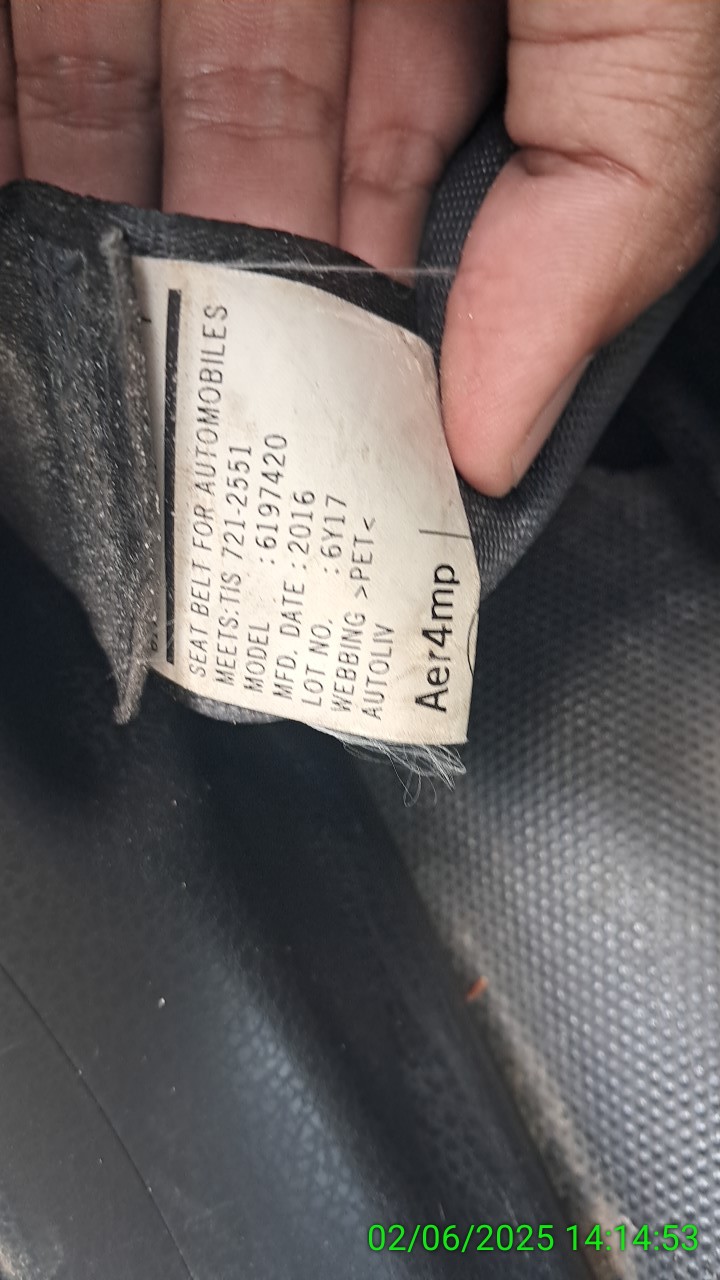 SEAT BELT FOR AUTOMOBILES
MEETS:TIS 721-2551
MODEL :6197420
MFD. DATE :2016
LOT NO. :6Y17
WEBBING >PET<
AUTOLIV
Aer4mp
02/06/2025 14:14:53